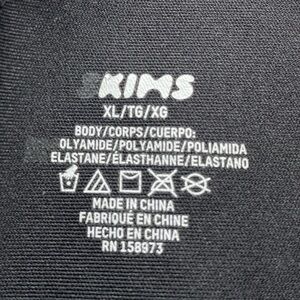 SKIMS
XL/TG/XG
BODY/CORPS/CUERPO:
OLYAMIDE/POLYAMIDE/POLIAMIDA
ELASTANE/ÉLASTHANNE/ELASTANO
MADE IN CHINA
FABRIQUÉ EN CHINE
HECHO EN CHINA
RN 158973